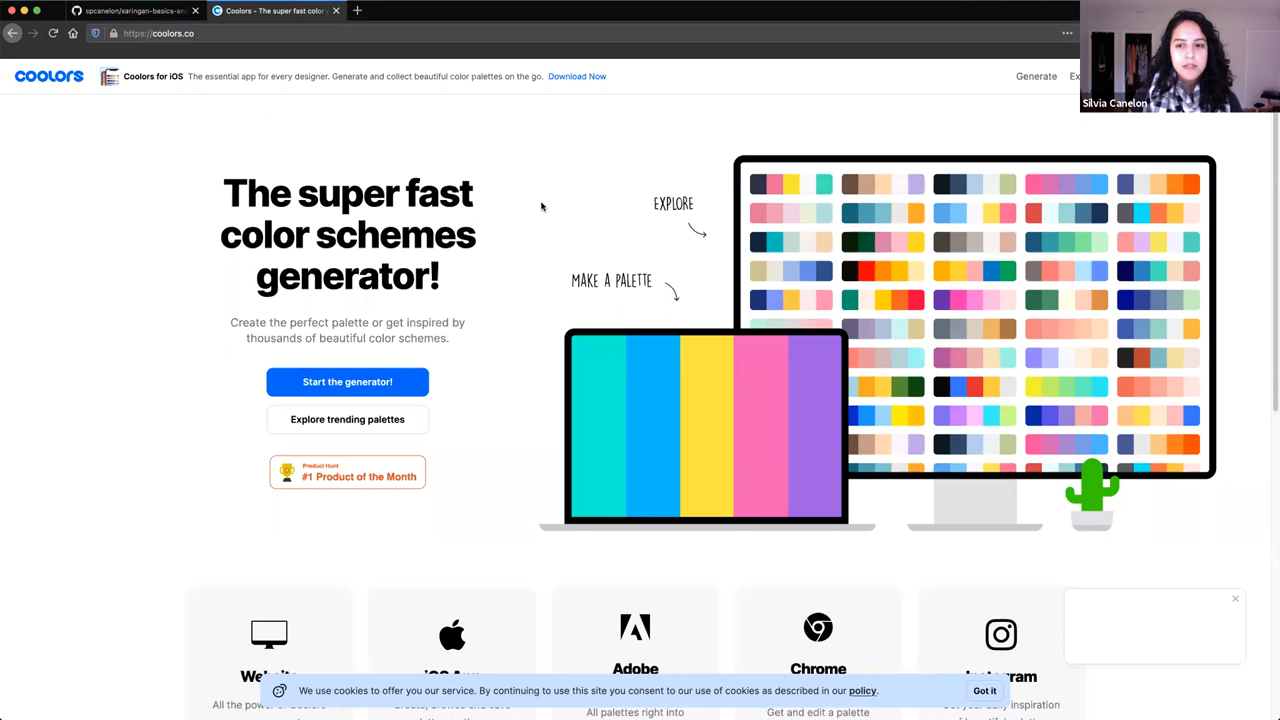 spcanelon/xaringan-basics-an
Coolors - The super fast color
https://coolors.co
Silvia Canelon
COOLORS
Coolors for iOS The essential app for every designer. Generate and collect beautiful color palettes on the go. Download Now
Generate
Ex
The super fast
color schemes
generator!
Create the perfect palette or get inspired by
thousands of beautiful color schemes.
Start the generator!
Explore trending palettes
Product Hunt
#1 Product of the Month
EXPLORE
MAKE A PALETTE
Website
iOS App
Adobe
Chrome
Instagram
We use cookies to offer you our service. By continuing to use this site you consent to our use of cookies as described in our policy.
Got it
All palettes right into
Get and edit a palette